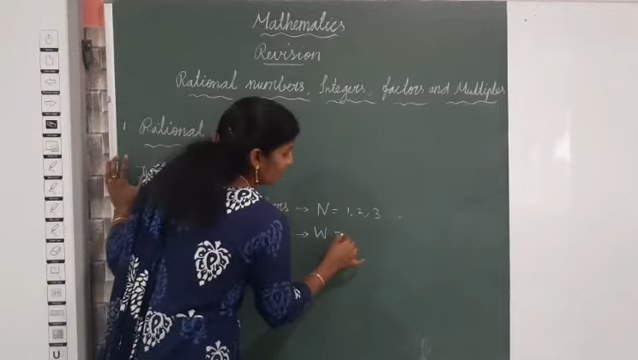 Mathematics
Revision
Rational numbers, Integers, factors and Multiples
1 Rational
→ N = 1, 2, 3
→ W =